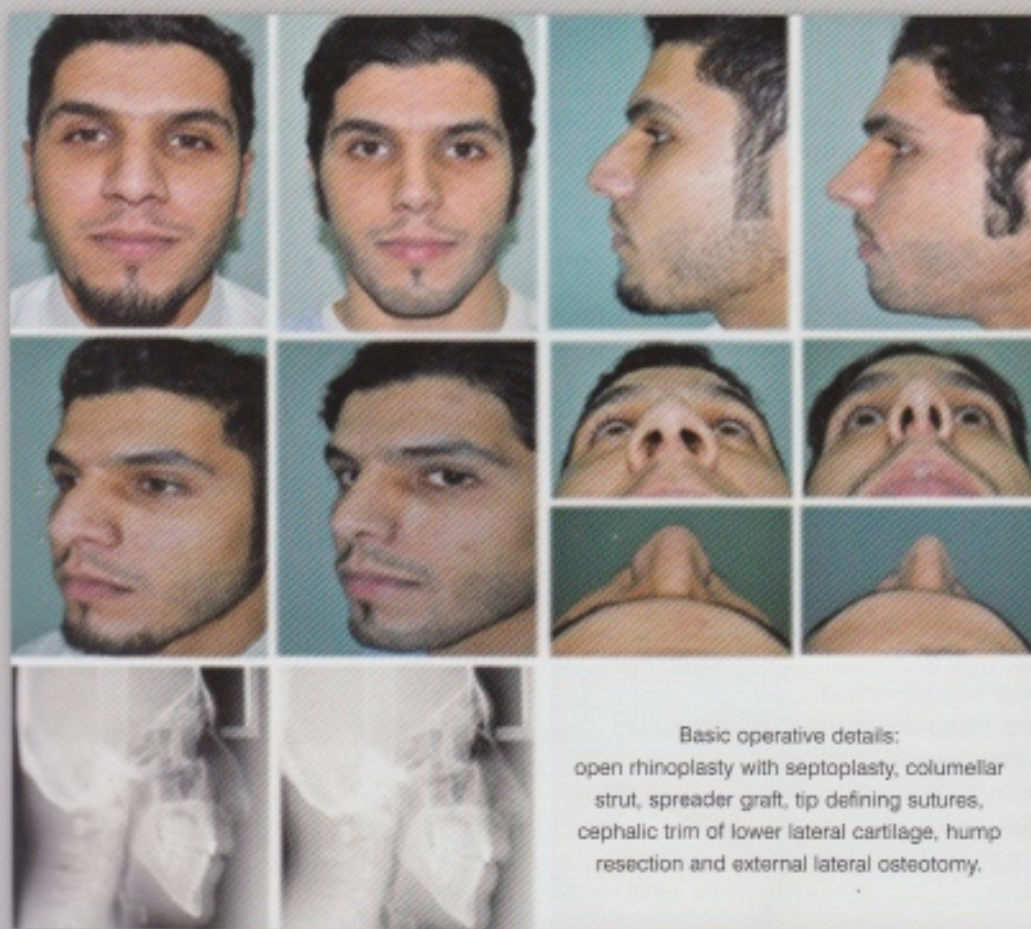 Basic operative details:
open rhinoplasty with septoplasty, columellar
strut, spreader graft, tip defining sutures,
cephalic trim of lower lateral cartilage, hump
resection and external lateral osteotomy.